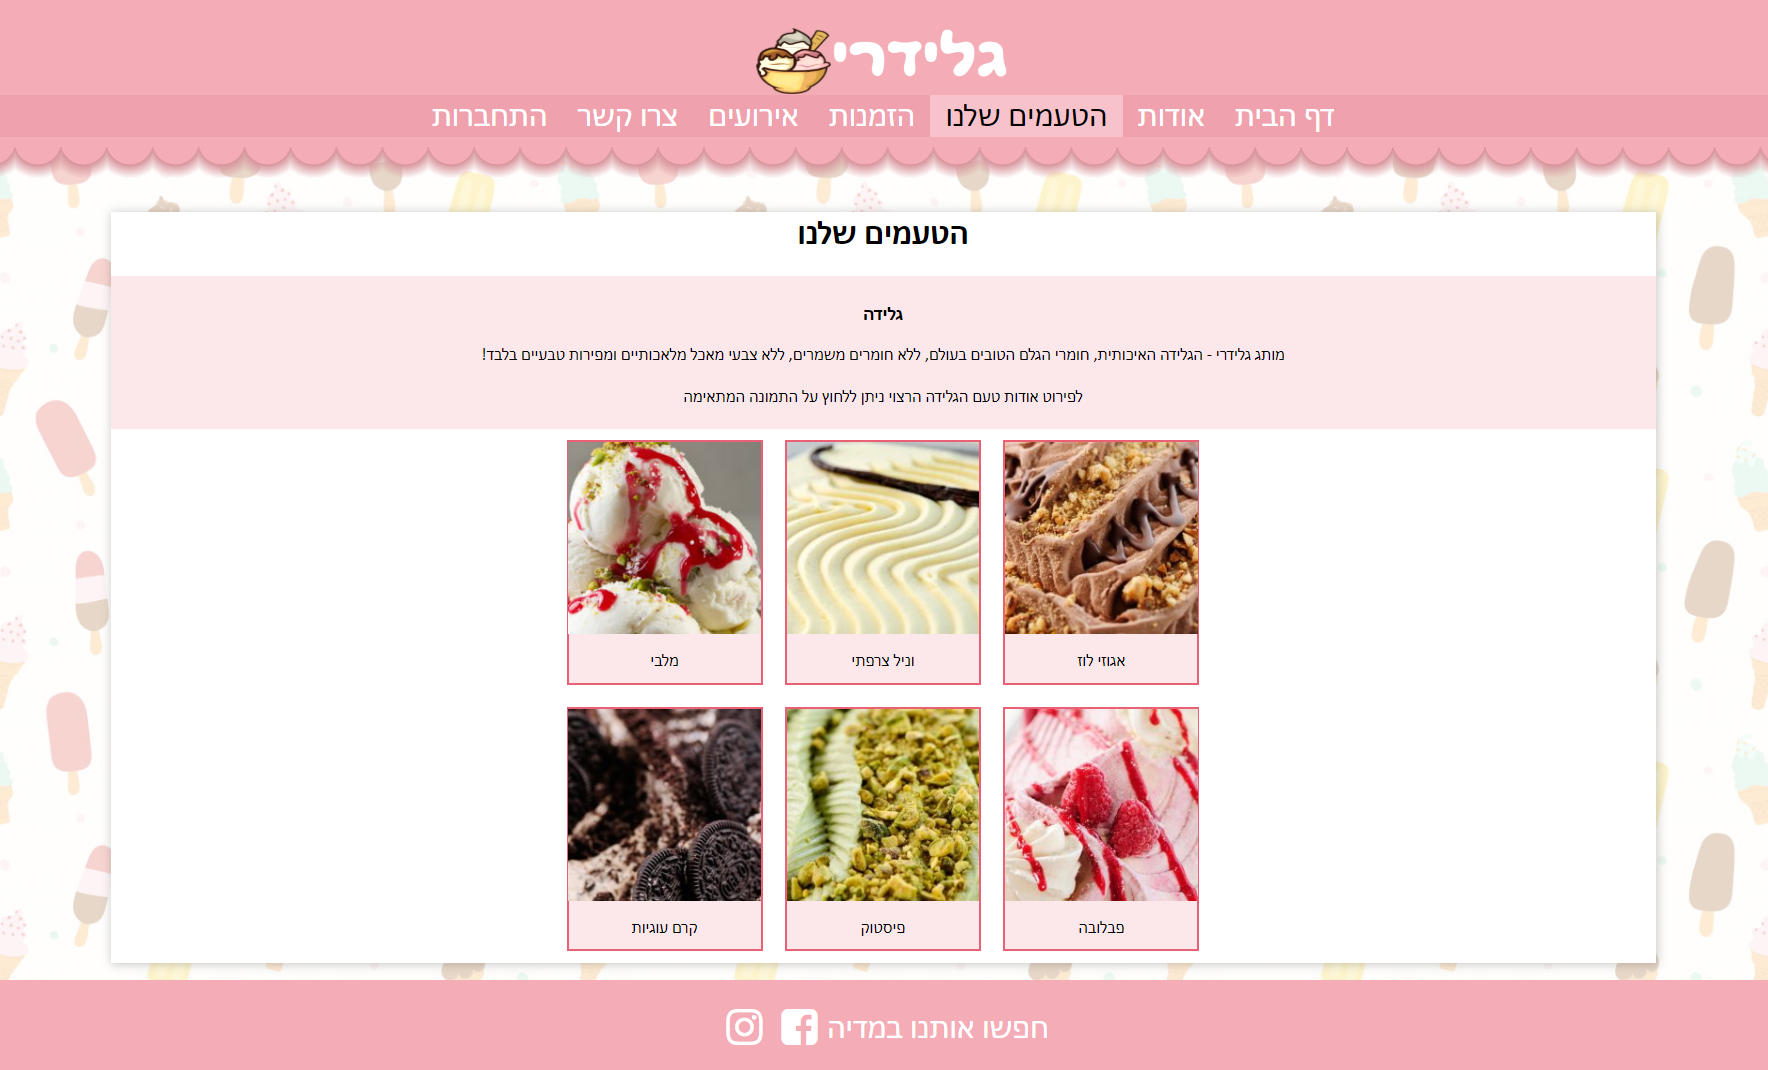 גלידרי
דף הבית אודות הטעמים שלנו הזמנות אירועים צרו קשר התחברות
הטעמים שלנו
גלידה
מותג גלידרי - הגלידה האיכותית, חומרי הגלם הטובים בעולם, ללא חומרים משמרים, ללא צבעי מאכל מלאכותיים ומפירות טבעיים בלבד!
לפירוט אודות טעם הגלידה הרצוי ניתן ללחוץ על התמונה המתאימה
אגוזי לוז
וניל צרפתי
מלבי
פבלובה
פיסטוק
קרם עוגיות
חפשו אותנו במדיה